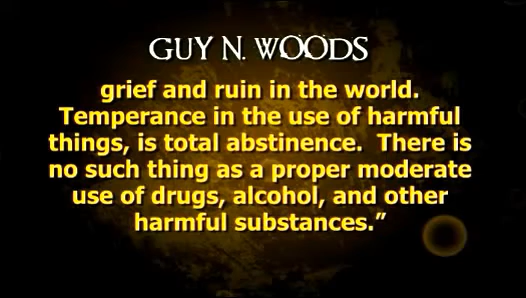 GUY N. WOODS
grief and ruin in the world.
Temperance in the use of harmful
things, is total abstinence.  There is
no such thing as a proper moderate
use of drugs, alcohol, and other
harmful substances.”